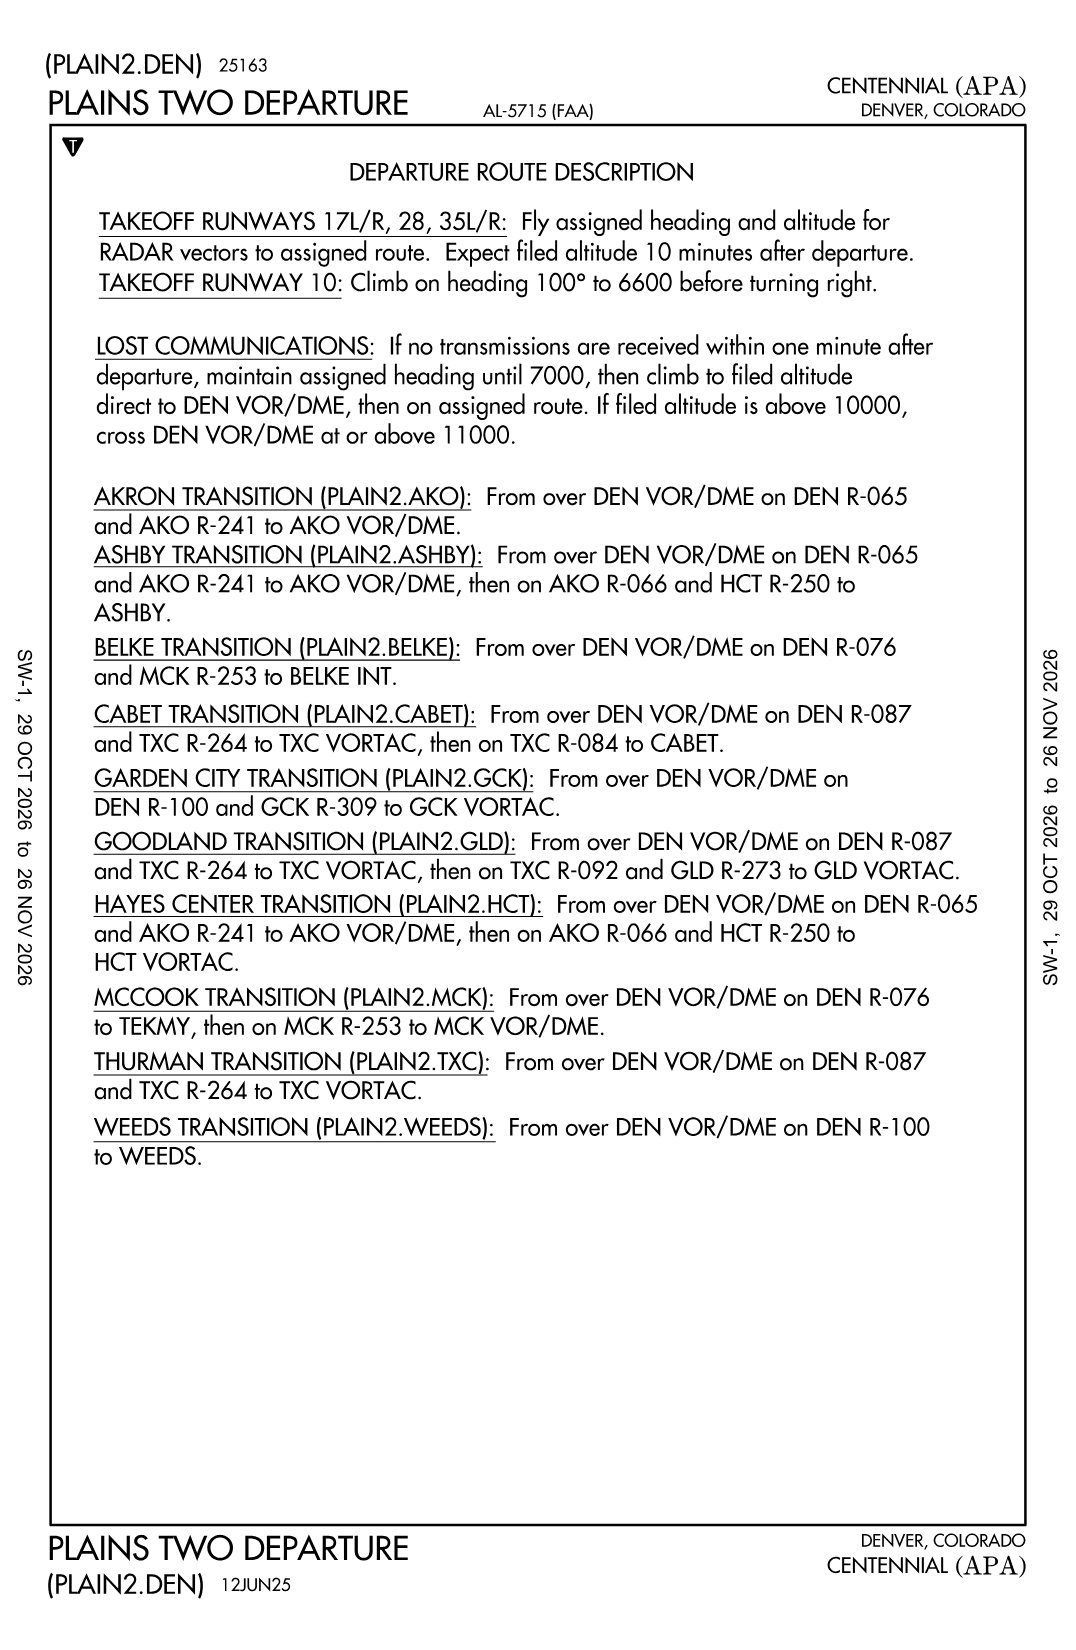 (PLAIN2.DEN) 25163
PLAINS TWO DEPARTURE
AL-5715 (FAA)
CENTENNIAL (APA)
DENVER, COLORADO
T
DEPARTURE ROUTE DESCRIPTION
TAKEOFF RUNWAYS 17L/R, 28, 35L/R: Fly assigned heading and altitude for
RADAR vectors to assigned route. Expect filed altitude 10 minutes after departure.
TAKEOFF RUNWAY 10: Climb on heading 100° to 6600 before turning right.
LOST COMMUNICATIONS: If no transmissions are received within one minute after
departure, maintain assigned heading until 7000, then climb to filed altitude
direct to DEN VOR/DME, then on assigned route. If filed altitude is above 10000,
cross DEN VOR/DME at or above 11000.
AKRON TRANSITION (PLAIN2.AKO): From over DEN VOR/DME on DEN R-065
and AKO R-241 to AKO VOR/DME.
ASHBY TRANSITION (PLAIN2.ASHBY): From over DEN VOR/DME on DEN R-065
and AKO R-241 to AKO VOR/DME, then on AKO R-066 and HCT R-250 to
ASHBY.
BELKE TRANSITION (PLAIN2.BELKE): From over DEN VOR/DME on DEN R-076
and MCK R-253 to BELKE INT.
CABET TRANSITION (PLAIN2.CABET): From over DEN VOR/DME on DEN R-087
and TXC R-264 to TXC VORTAC, then on TXC R-084 to CABET.
GARDEN CITY TRANSITION (PLAIN2.GCK): From over DEN VOR/DME on
DEN R-100 and GCK R-309 to GCK VORTAC.
GOODLAND TRANSITION (PLAIN2.GLD): From over DEN VOR/DME on DEN R-087
and TXC R-264 to TXC VORTAC, then on TXC R-092 and GLD R-273 to GLD VORTAC.
HAYES CENTER TRANSITION (PLAIN2.HCT): From over DEN VOR/DME on DEN R-065
and AKO R-241 to AKO VOR/DME, then on AKO R-066 and HCT R-250 to
HCT VORTAC.
MCCOOK TRANSITION (PLAIN2.MCK): From over DEN VOR/DME on DEN R-076
to TEKMY, then on MCK R-253 to MCK VOR/DME.
THURMAN TRANSITION (PLAIN2.TXC): From over DEN VOR/DME on DEN R-087
and TXC R-264 to TXC VORTAC.
WEEDS TRANSITION (PLAIN2.WEEDS): From over DEN VOR/DME on DEN R-100
to WEEDS.
SW-1, 29 OCT 2026 to 26 NOV 2026
SW-1, 29 OCT 2026 to 26 NOV 2026
PLAINS TWO DEPARTURE
(PLAIN2.DEN) 12JUN25
DENVER, COLORADO
CENTENNIAL (APA)